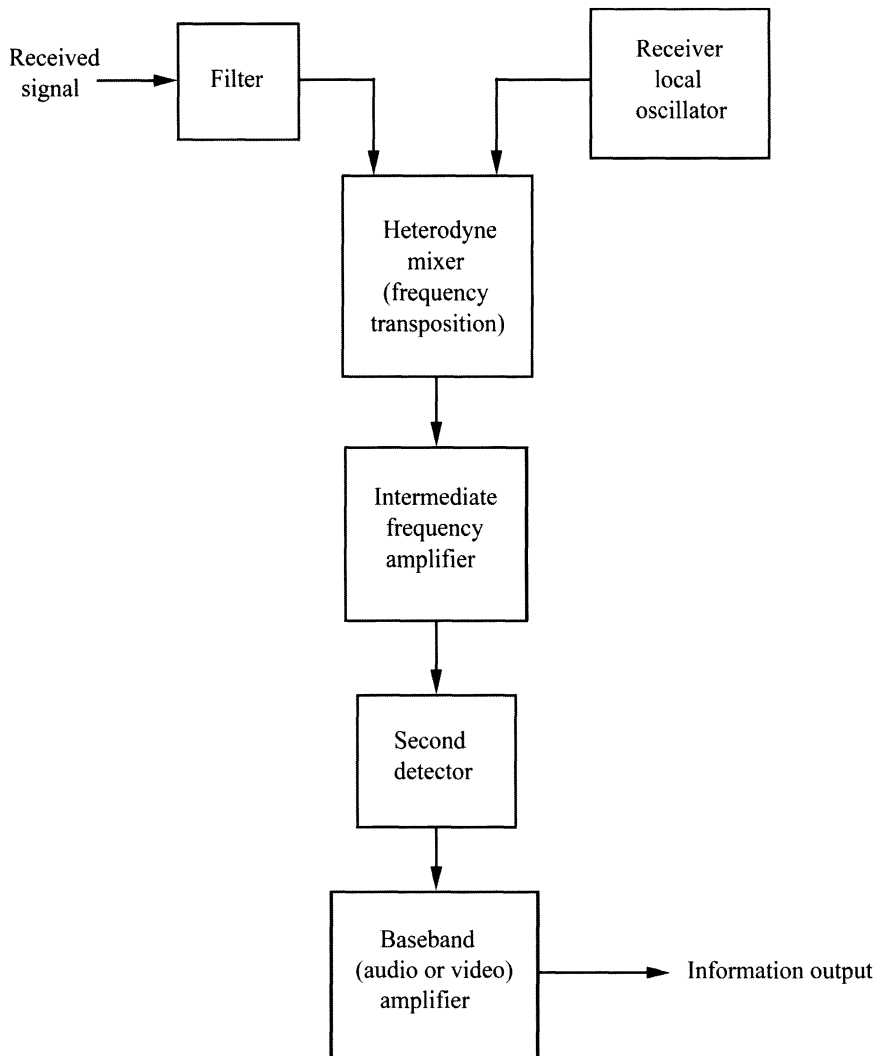 Received
signal
Filter
Receiver
local
oscillator
Heterodyne
mixer
(frequency
transposition)
Intermediate
frequency
amplifier
Second
detector
Baseband
(audio or video)
amplifier
Information output